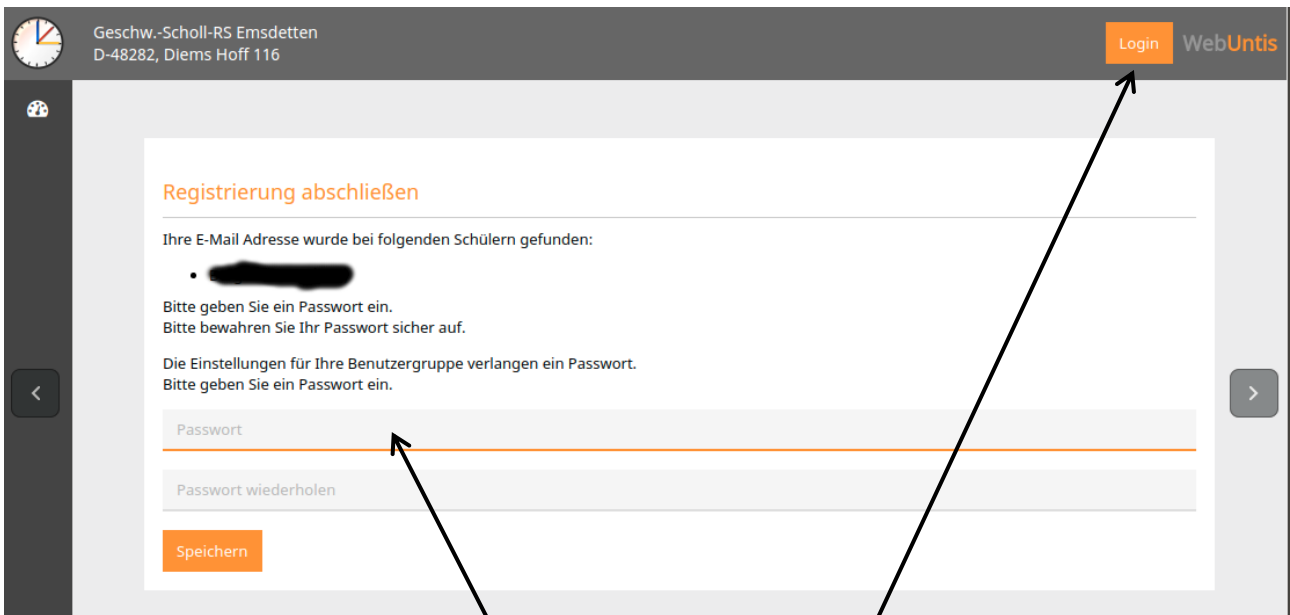 Geschw.-Scholl-RS Emsdetten
D-48282, Diems Hoff 116
Login
WebUntis
Registrierung abschließen
Ihre E-Mail Adresse wurde bei folgenden Schülern gefunden:
Bitte geben Sie ein Passwort ein.
Bitte bewahren Sie Ihr Passwort sicher auf.
Die Einstellungen für Ihre Benutzergruppe verlangen ein Passwort.
Bitte geben Sie ein Passwort ein.
Passwort
Passwort wiederholen
Speichern